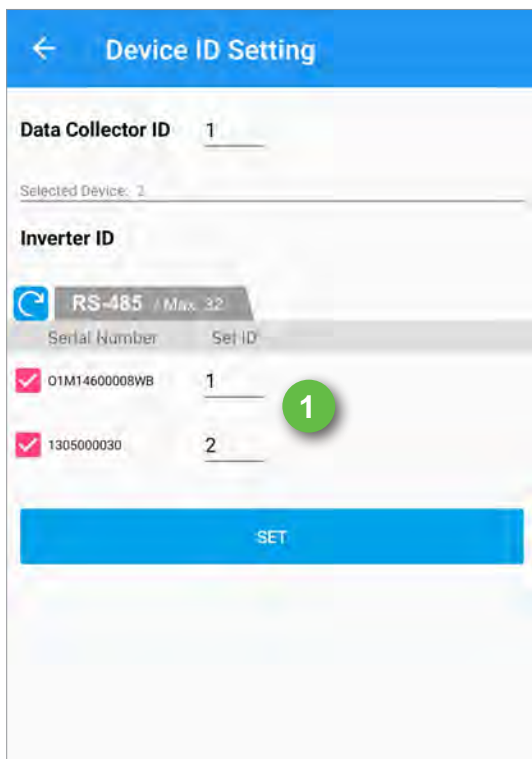 Device ID Setting
Data Collector ID 1
Selected Device: 2
Inverter ID
RS-485 / Max. 32
Serial Number Set ID
O1M14600008WB 1
1
1305000030 2
SET